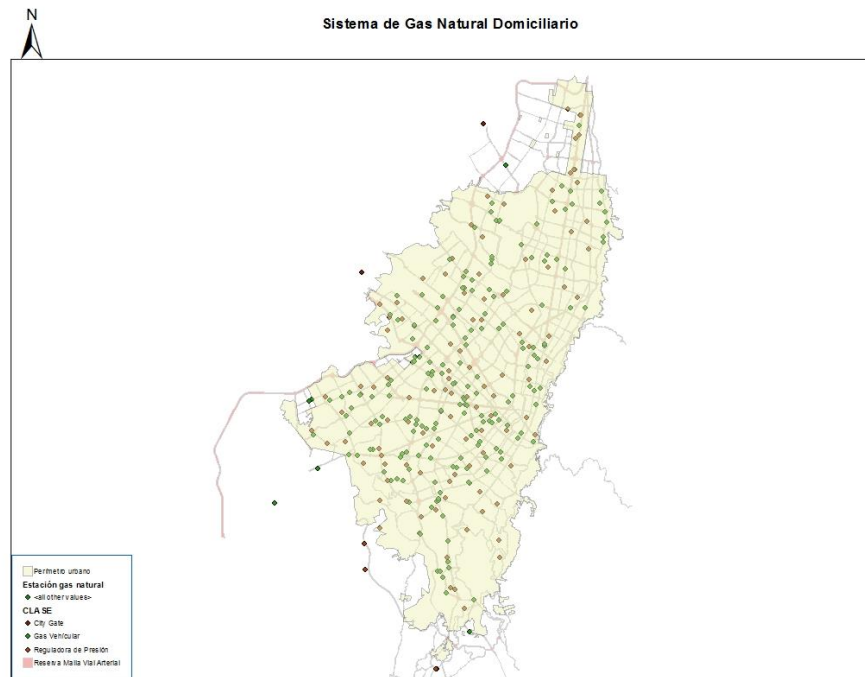 N
Sistema de Gas Natural Domiciliario
Perímetro urbano
Estación gas natural
<all other values>
CLASE
City Gate
Gas Vehícular
Reguladora de Presión
Reserva Malla Vial Arterial